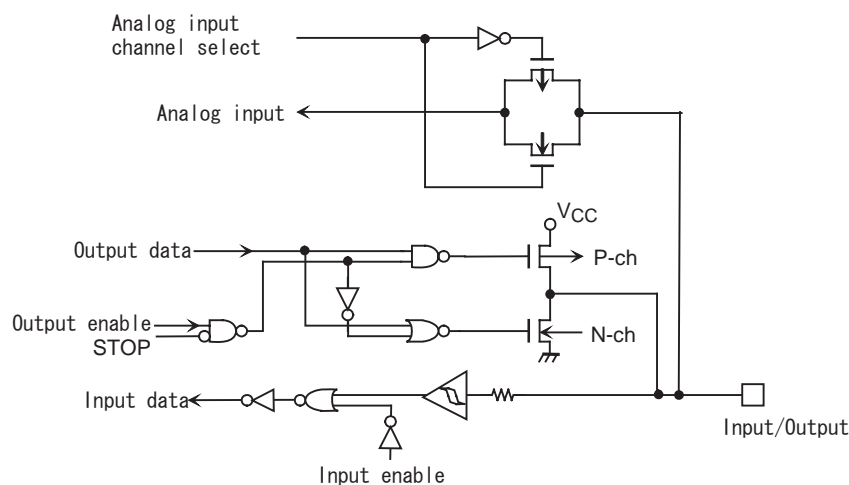 Analog input
channel select
Analog input
VCC
Output data
P-ch
Output enable
STOP
N-ch
Input data
Input/Output
Input enable